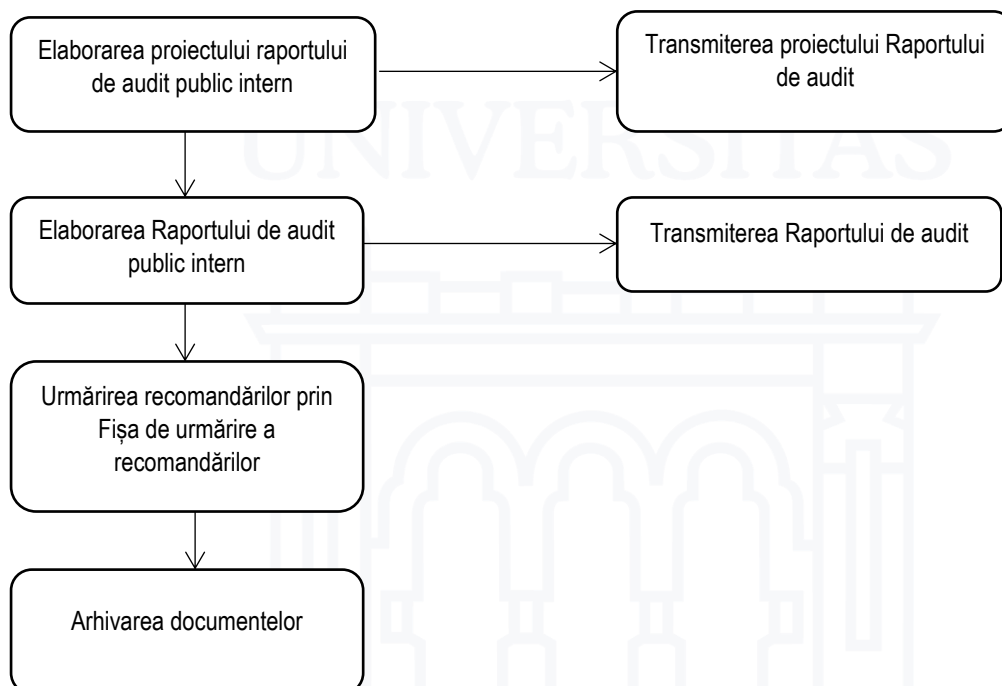 Elaborarea proiectului raportului
de audit public intern
Transmiterea proiectului Raportului
de audit
UNIVERSITAS
Elaborarea Raportului de audit
public intern
Transmiterea Raportului de audit
Urmărirea recomandărilor prin
Fișa de urmărire a
recomandărilor
Arhivarea documentelor